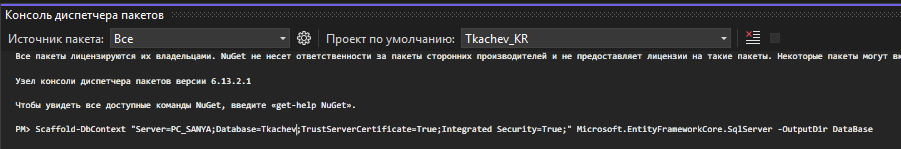 Консоль диспетчера пакетов
Источник пакета: Все Проект по умолчанию: Tkachev_KR
Все пакеты лицензируются их владельцами. NuGet не несет ответственности за пакеты сторонних производителей и не предоставляет лицензии на такие пакеты. Некоторые пакеты могут вк
Узел консоли диспетчера пакетов версии 6.13.2.1
Чтобы увидеть все доступные команды NuGet, введите «get-help NuGet».
PM> Scaffold-DbContext "Server=PC_SANYA;Database=Tkachev;TrustServerCertificate=True;Integrated Security=True;" Microsoft.EntityFrameworkCore.SqlServer -OutputDir DataBase